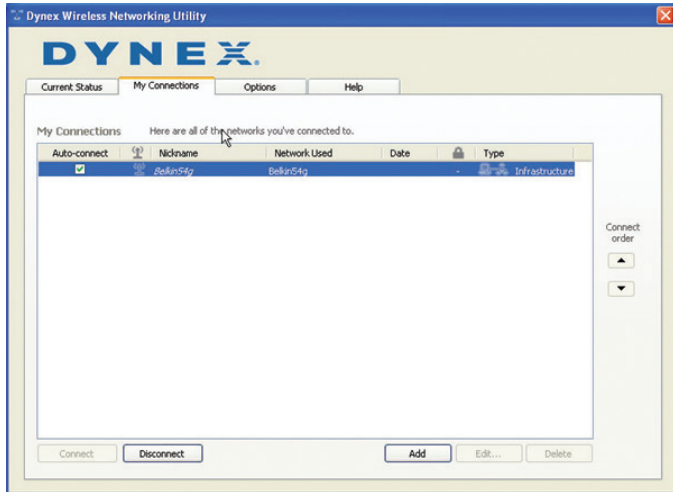 Dynex Wireless Networking Utility
DYNEX.
Current Status My Connections Options Help
My Connections Here are all of the networks you've connected to.
Auto-connect Nickname Network Used Date Type
Belkin54g Belkin54g - Infrastructure
Connect order
Connect Disconnect Add Edit... Delete